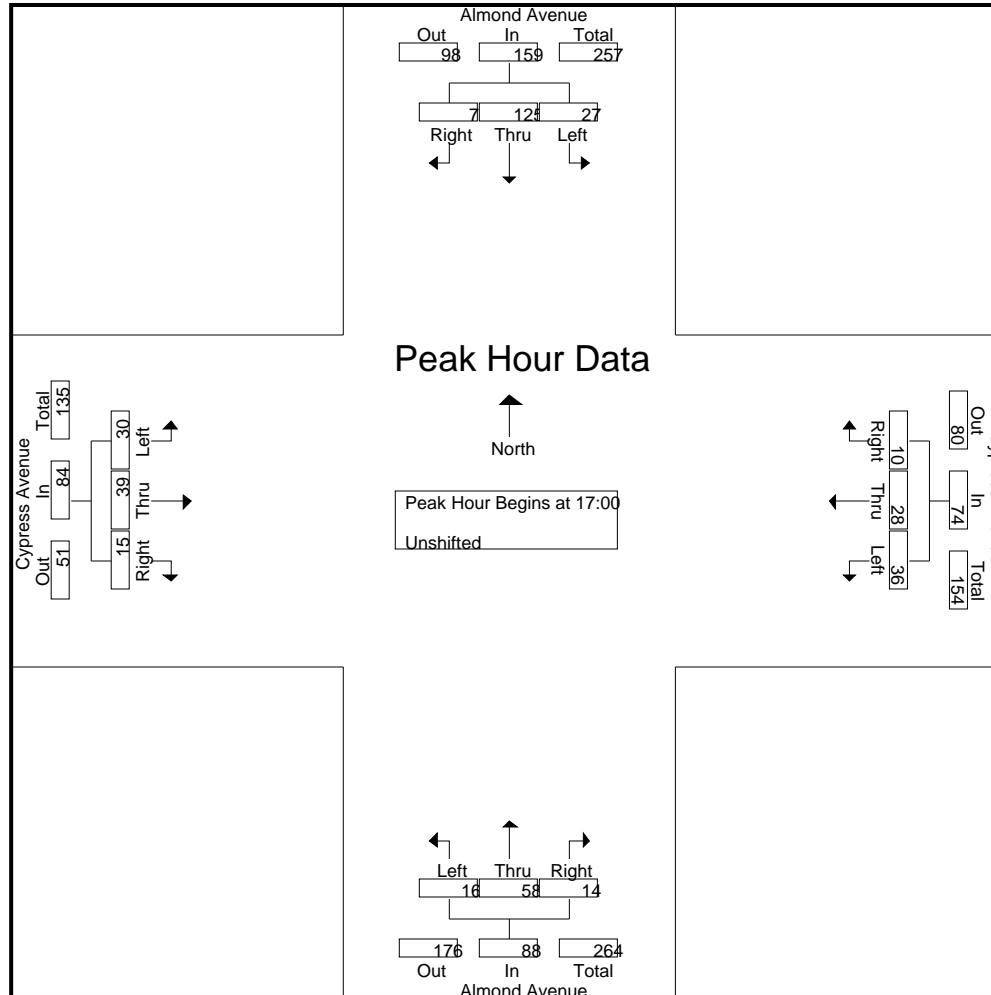 Almond Avenue
Out In Total
98 159 257
7 125 27
Right Thru Left
Peak Hour Data
North
Peak Hour Begins at 17:00
Unshifted
Cypress Avenue
Total In Out
135 84 51
30 39 15
Left Thru Right
Right Thru Left
10 28 36
80 74 154
Out In Total
Left Thru Right
16 58 14
176 88 264
Out In Total
Almond Avenue